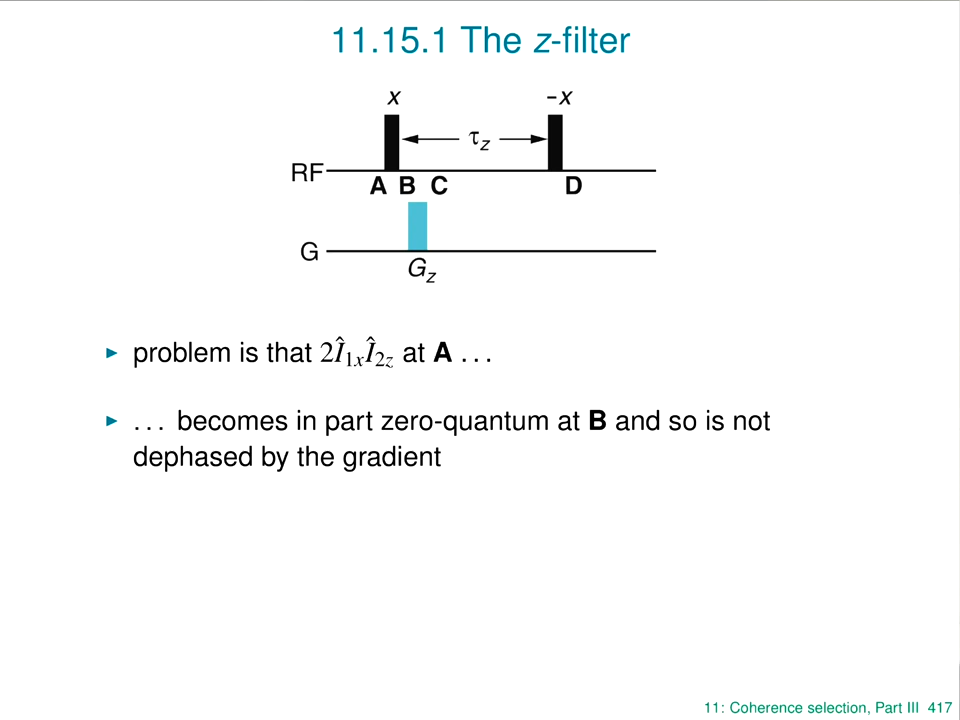 11.15.1 The z-filter
x
–x
τz
RF
A B C D
G
Gz
▶ problem is that 2Î1xÎ2z at A . . .
▶ . . . becomes in part zero-quantum at B and so is not
dephased by the gradient
11: Coherence selection, Part III 417